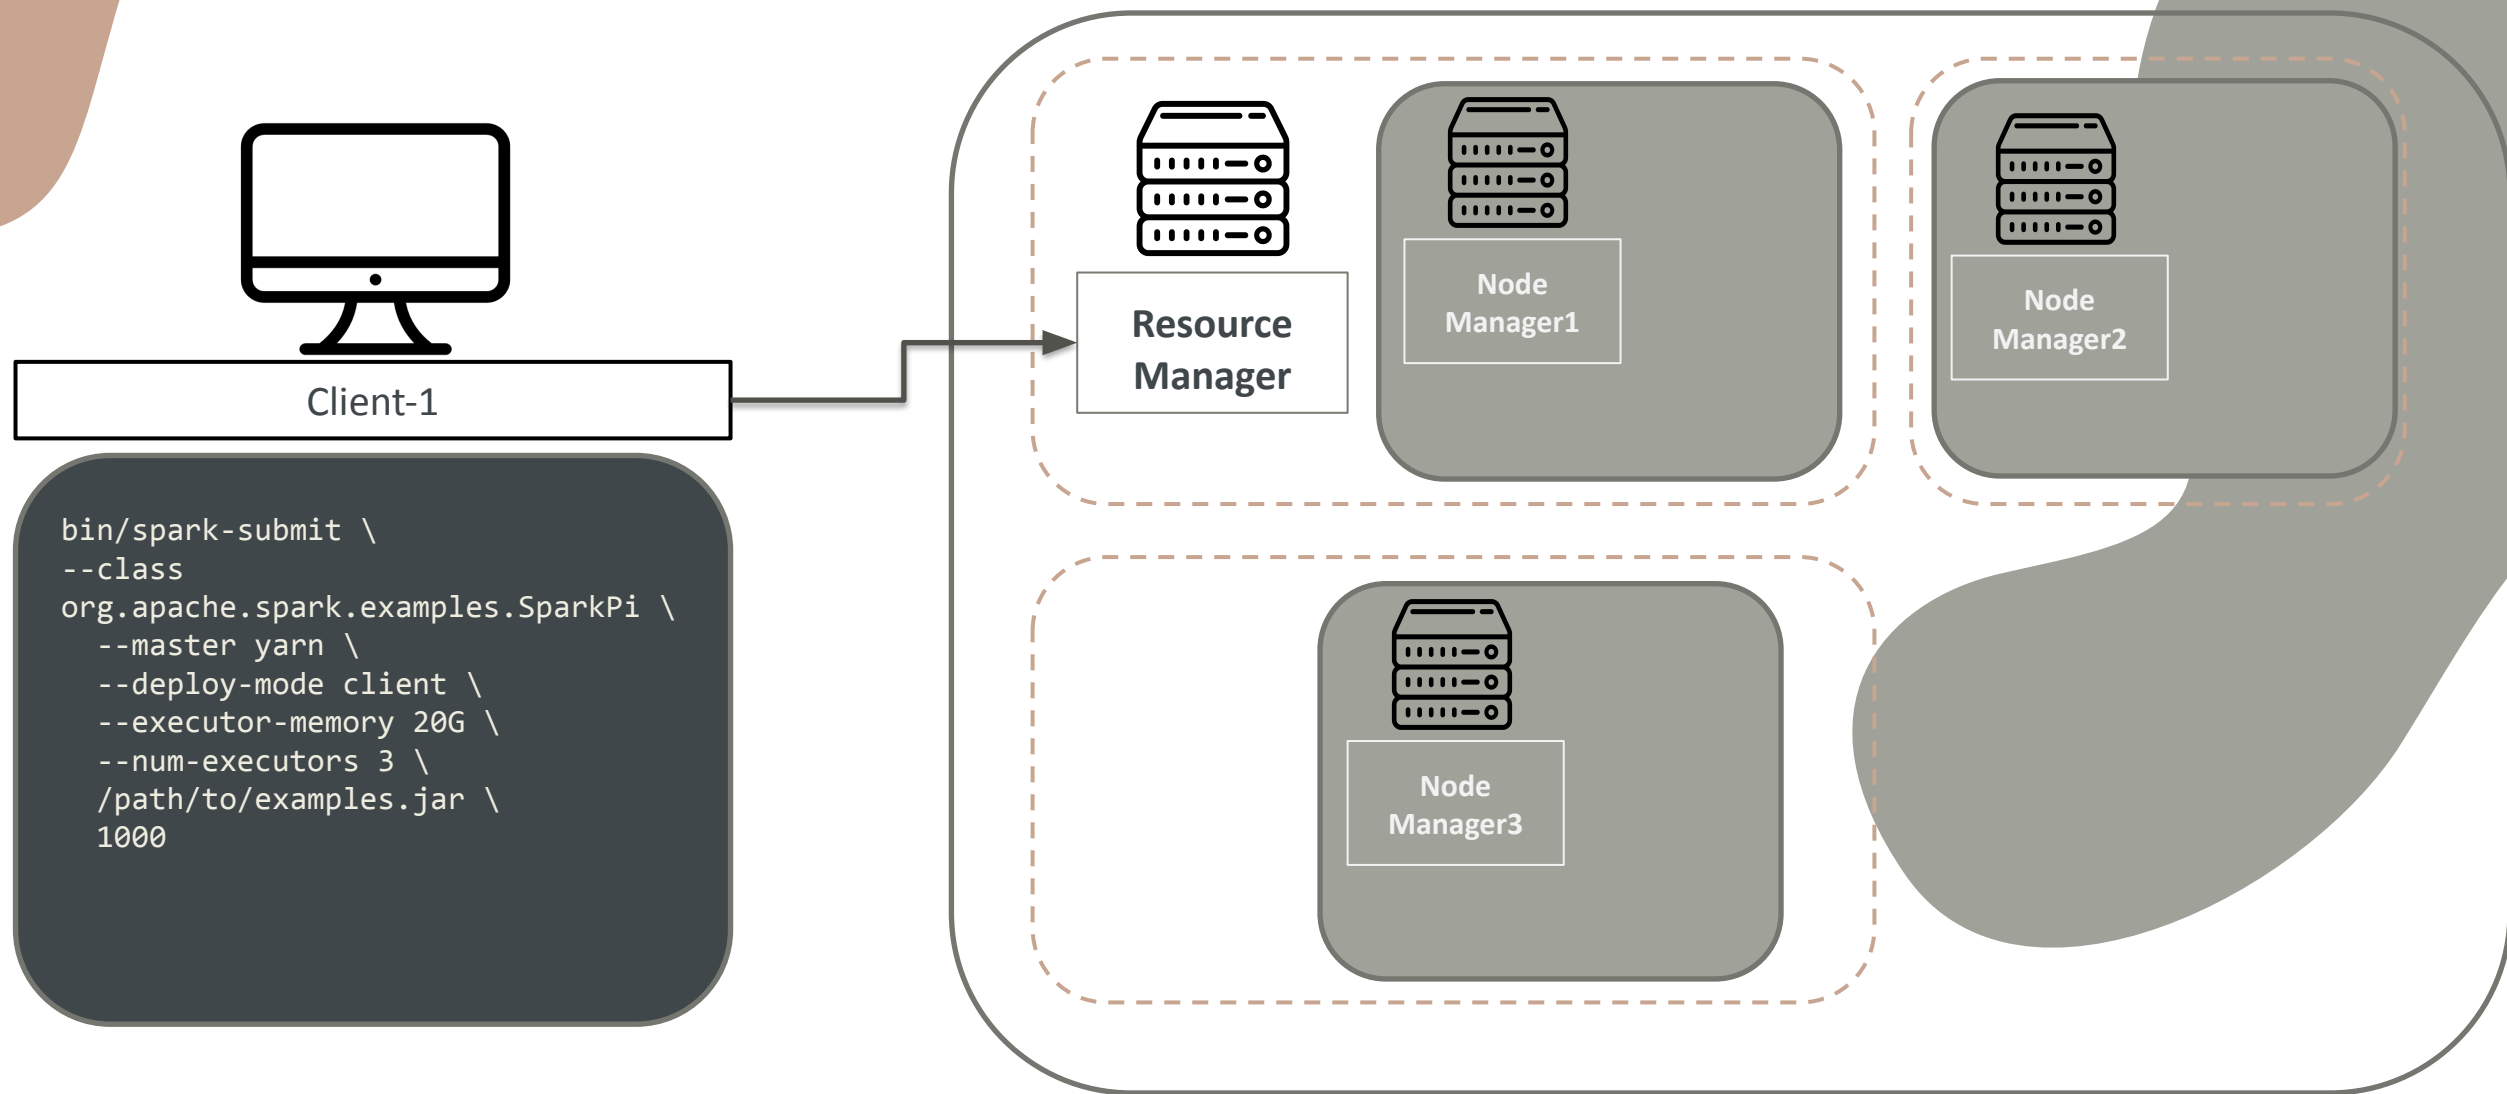 Client-1
bin/spark-submit \
--class
org.apache.spark.examples.SparkPi \
--master yarn \
--deploy-mode client \
--executor-memory 20G \
--num-executors 3 \
/path/to/examples.jar \
1000
Resource
Manager
Node
Manager1
Node
Manager2
Node
Manager3